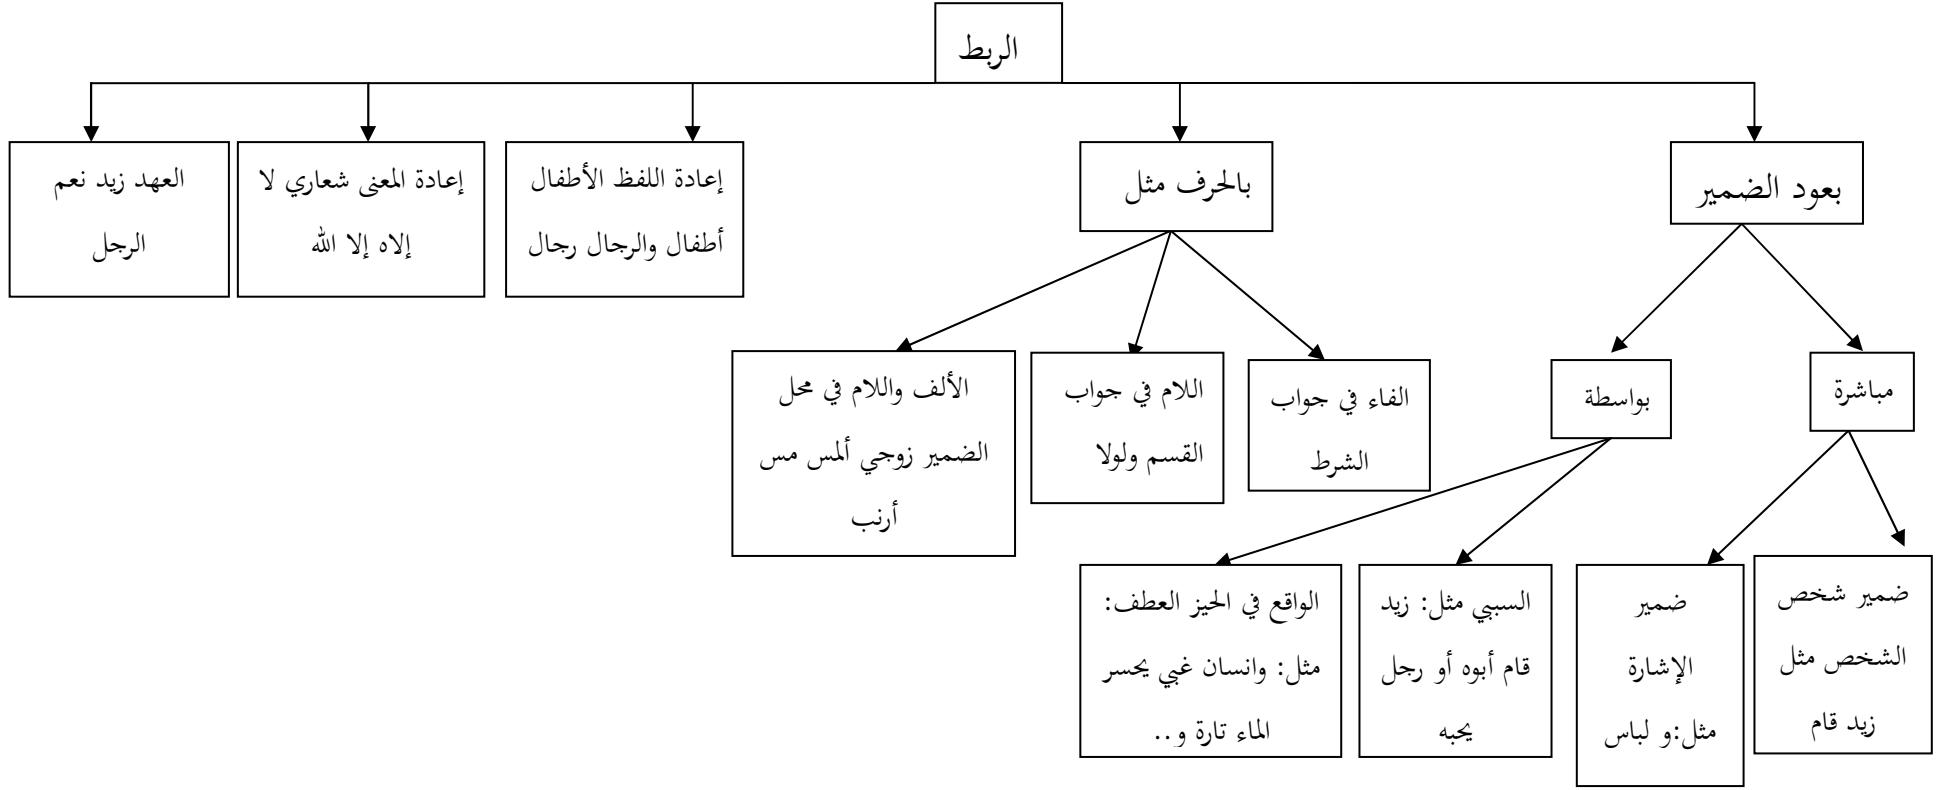 الربط
بعود الضمير
بالحرف مثل
إعادة اللفظ الأطفال
أطفال والرجال رجال
إعادة المعنى شعاري لا
إلاه إلا الله
العهد زيد نعم
الرجل
مباشرة
بواسطة
الفاء في جواب
الشرط
اللام في جواب
القسم ولولا
الألف واللام في محل
الضمير زوجي ألمس مس
أرنب
ضمير شخص
الشخص مثل
زيد قام
ضمير
الإشارة
مثل:و لباس
السببي مثل: زيد
قام أبوه أو رجل
يحبه
الواقع في الحيز العطف:
مثل: وانسان غبي يحسر
الماء تارة و..